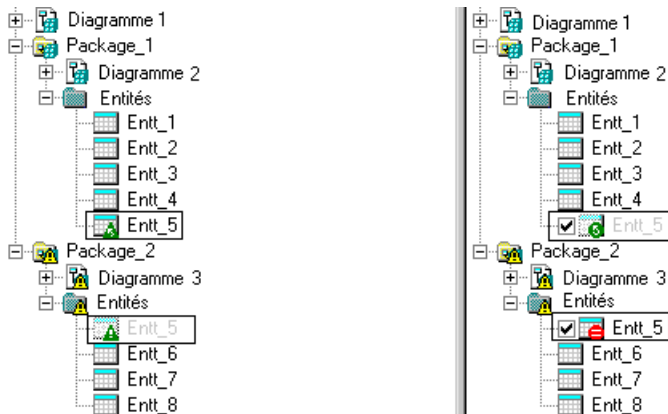 Diagramme 1
Package_1
Diagramme 2
Entités
Entt_1
Entt_2
Entt_3
Entt_4
Entt_5
Package_2
Diagramme 3
Entités
Entt_5
Entt_6
Entt_7
Entt_8
Diagramme 1
Package_1
Diagramme 2
Entités
Entt_1
Entt_2
Entt_3
Entt_4
Entt_5
Package_2
Diagramme 3
Entités
Entt_5
Entt_6
Entt_7
Entt_8